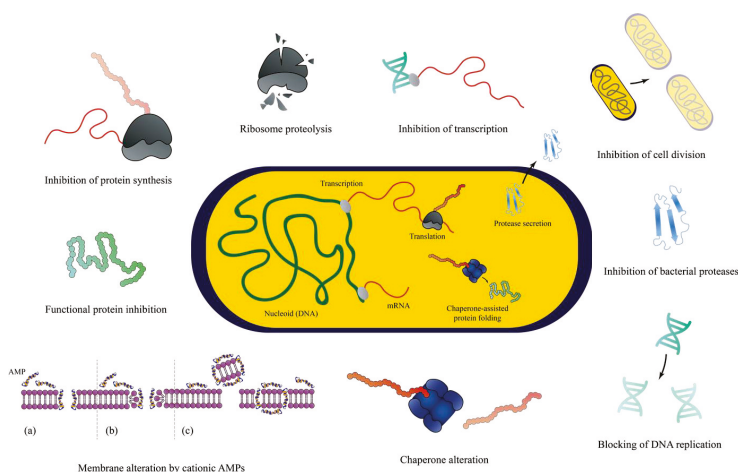 Ribosome proteolysis
Inhibition of transcription
Inhibition of cell division
Inhibition of protein synthesis
Transcription
Translation
Protease secretion
Nucleoid (DNA)
mRNA
Chaperone-assisted
protein folding
Functional protein inhibition
Inhibition of bacterial proteases
AMP
(a)
(b)
(c)
Membrane alteration by cationic AMPs
Chaperone alteration
Blocking of DNA replication